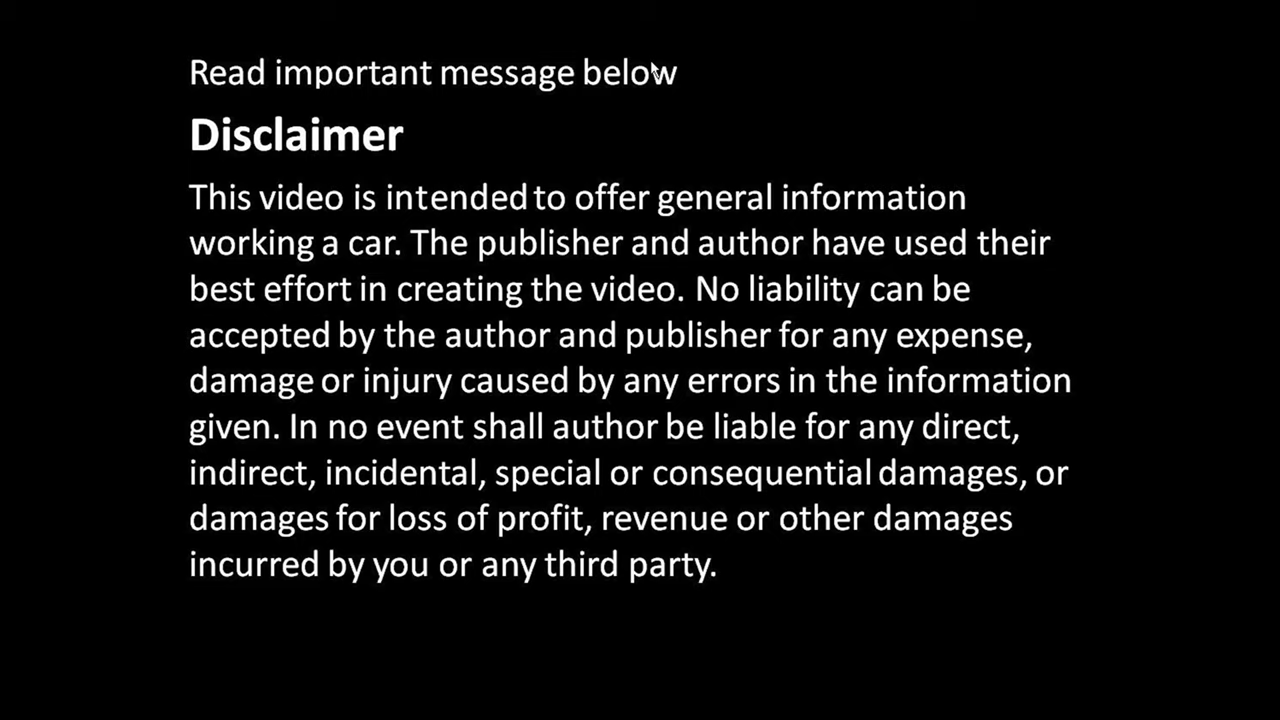 Read important message below
Disclaimer
This video is intended to offer general information
working a car. The publisher and author have used their
best effort in creating the video. No liability can be
accepted by the author and publisher for any expense,
damage or injury caused by any errors in the information
given. In no event shall author be liable for any direct,
indirect, incidental, special or consequential damages, or
damages for loss of profit, revenue or other damages
incurred by you or any third party.